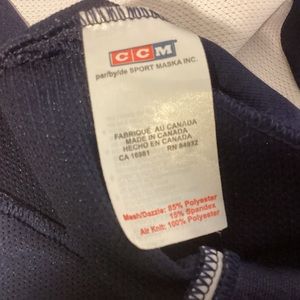 CCM
par/by/de SPORT MASKA INC.
FABRIQUÉ AU CANADA
MADE IN CANADA
HECHO EN CANADA
CA 16981 RN 84932
Mesh/Dazzle: 85% Polyester
15% Spandex
Air Knit: 100% Polyester